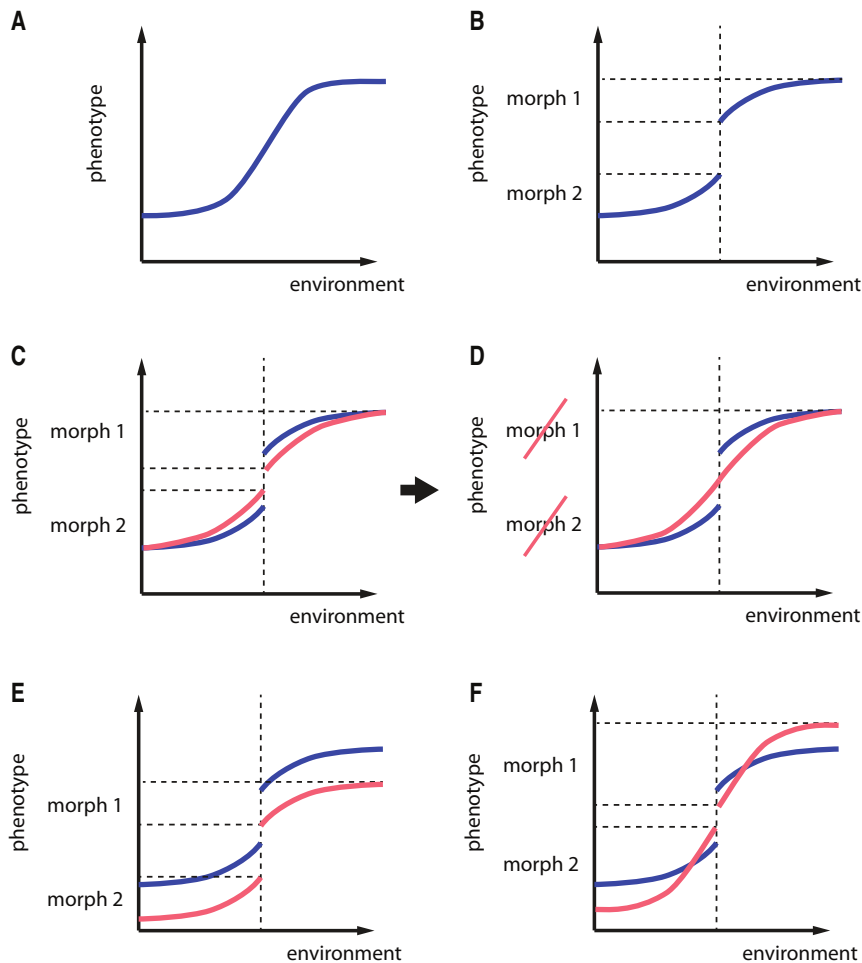 A
phenotype
environment
B
phenotype
morph 1
morph 2
environment
C
phenotype
morph 1
morph 2
environment
D
phenotype
morph 1
morph 2
environment
E
phenotype
morph 1
morph 2
environment
F
phenotype
morph 1
morph 2
environment